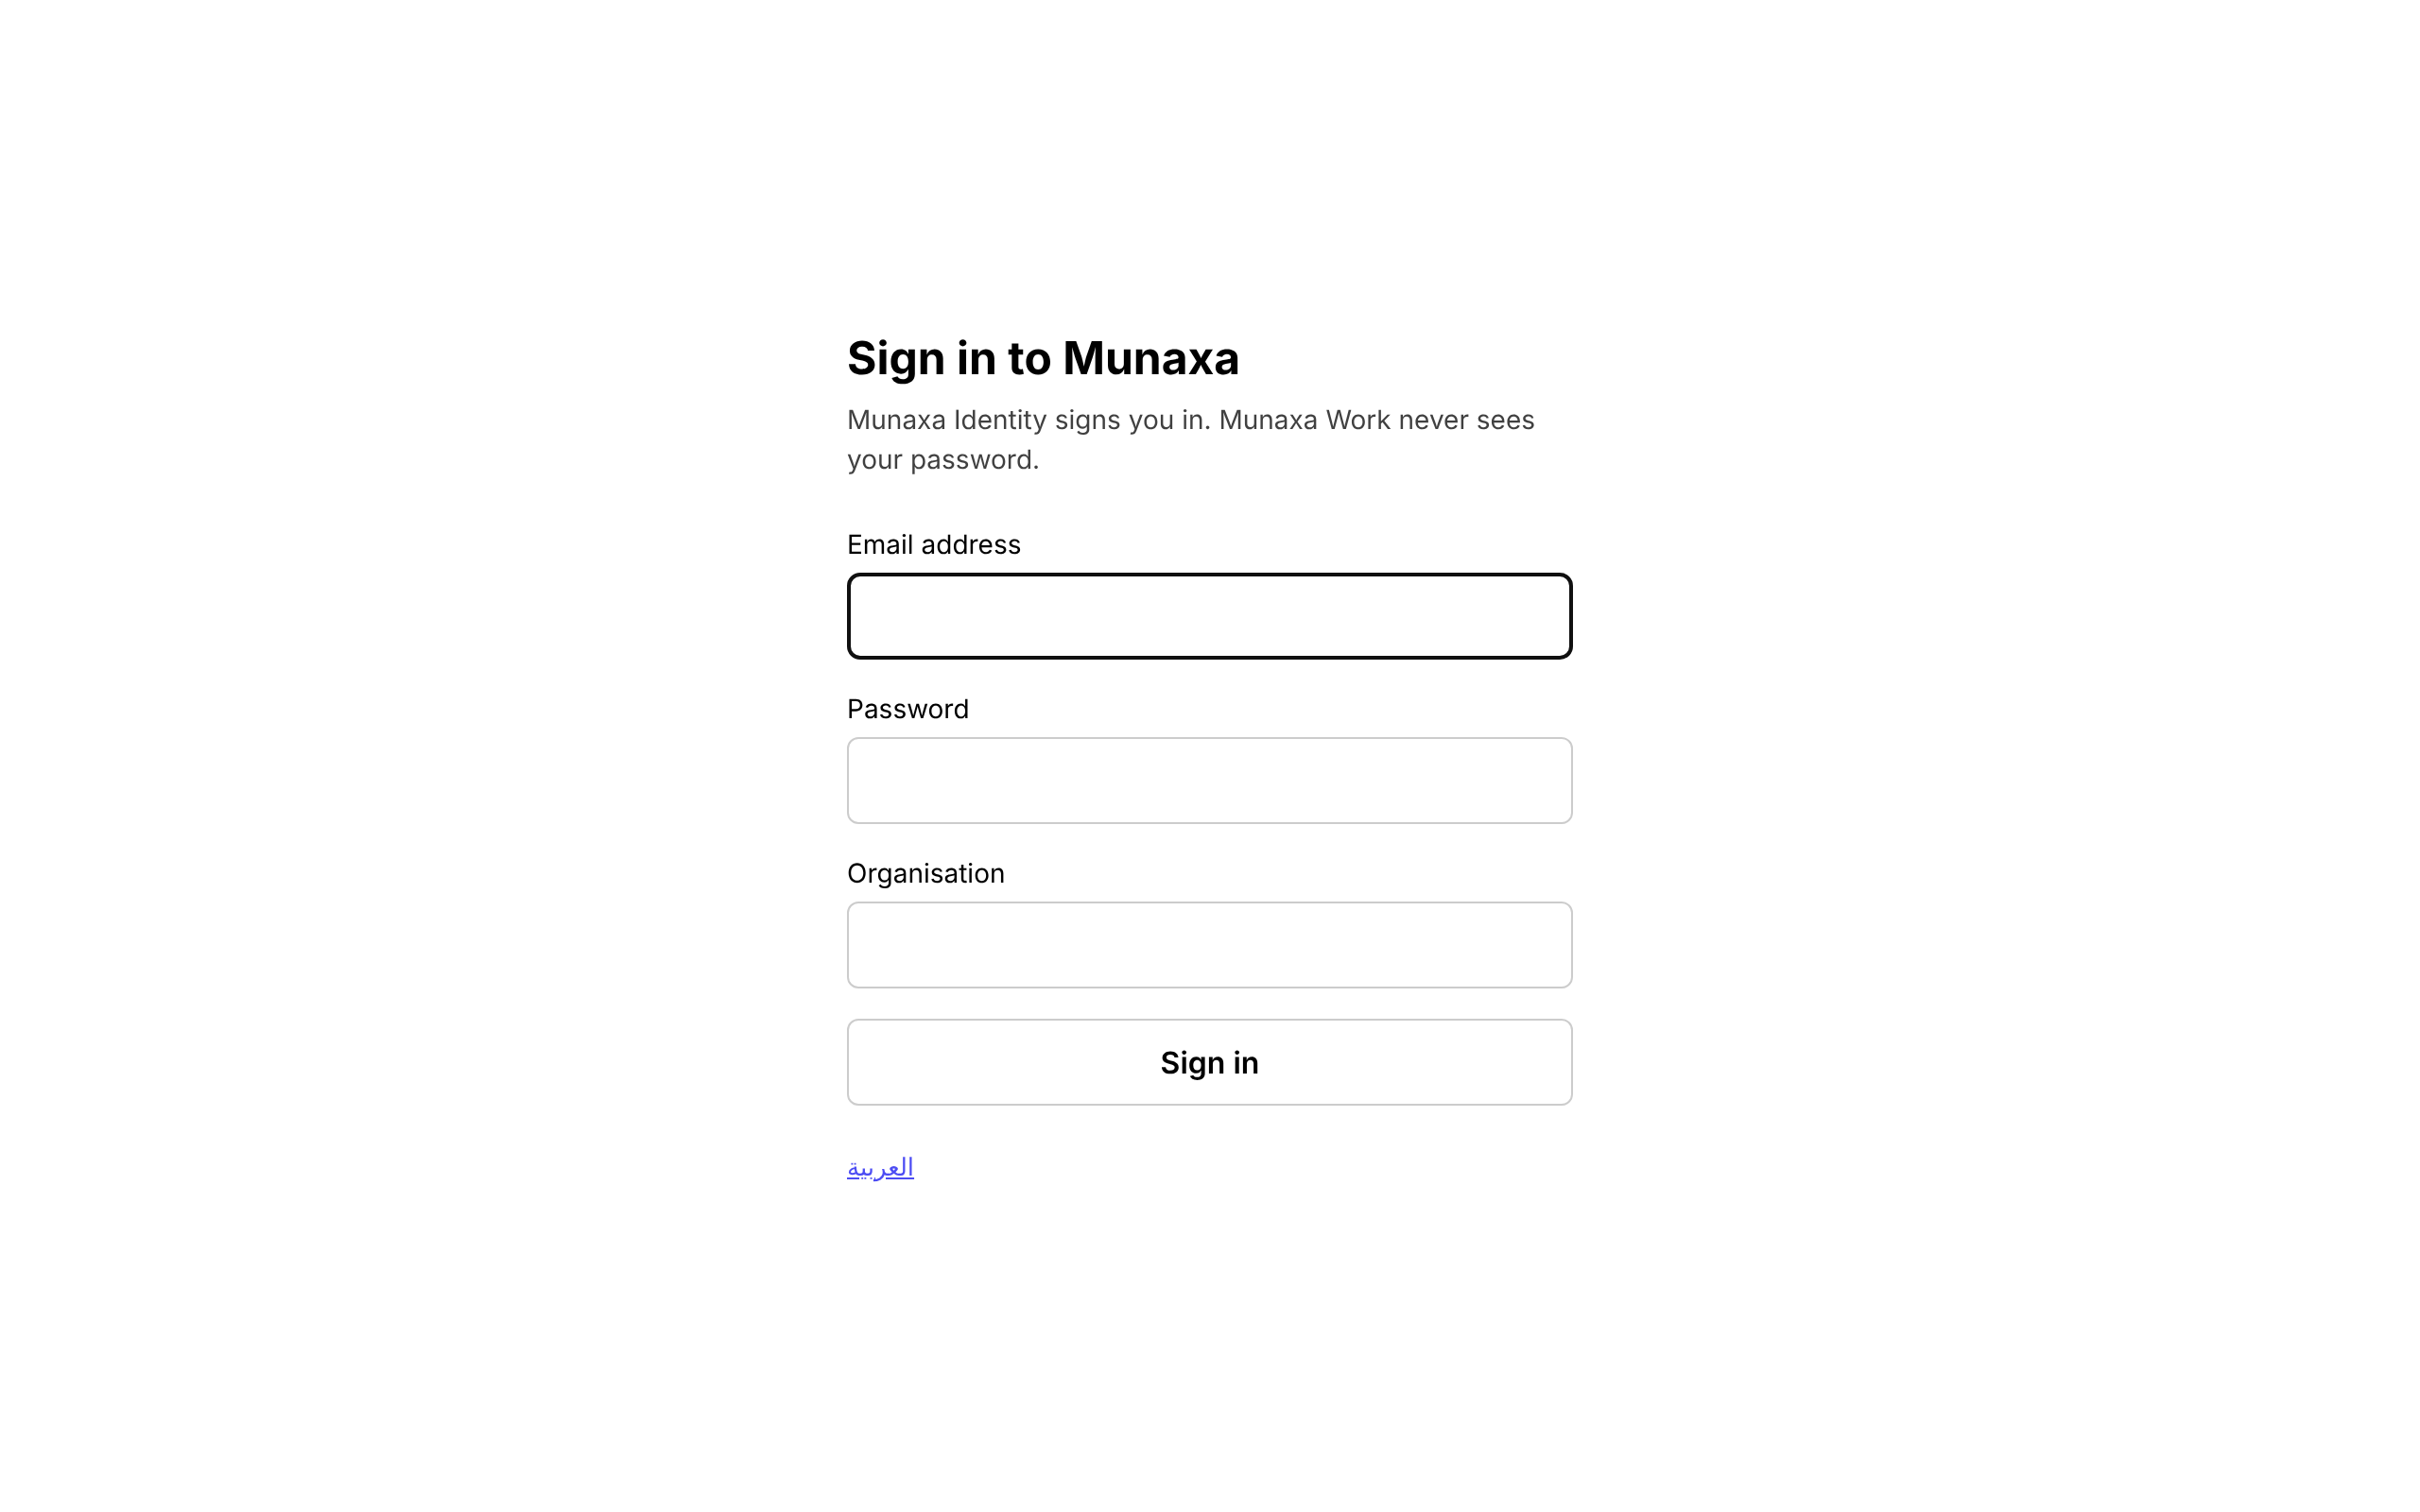 Sign in to Munaxa
Munaxa Identity signs you in. Munaxa Work never sees
your password.
Email address
Password
Organisation
Sign in
العربية